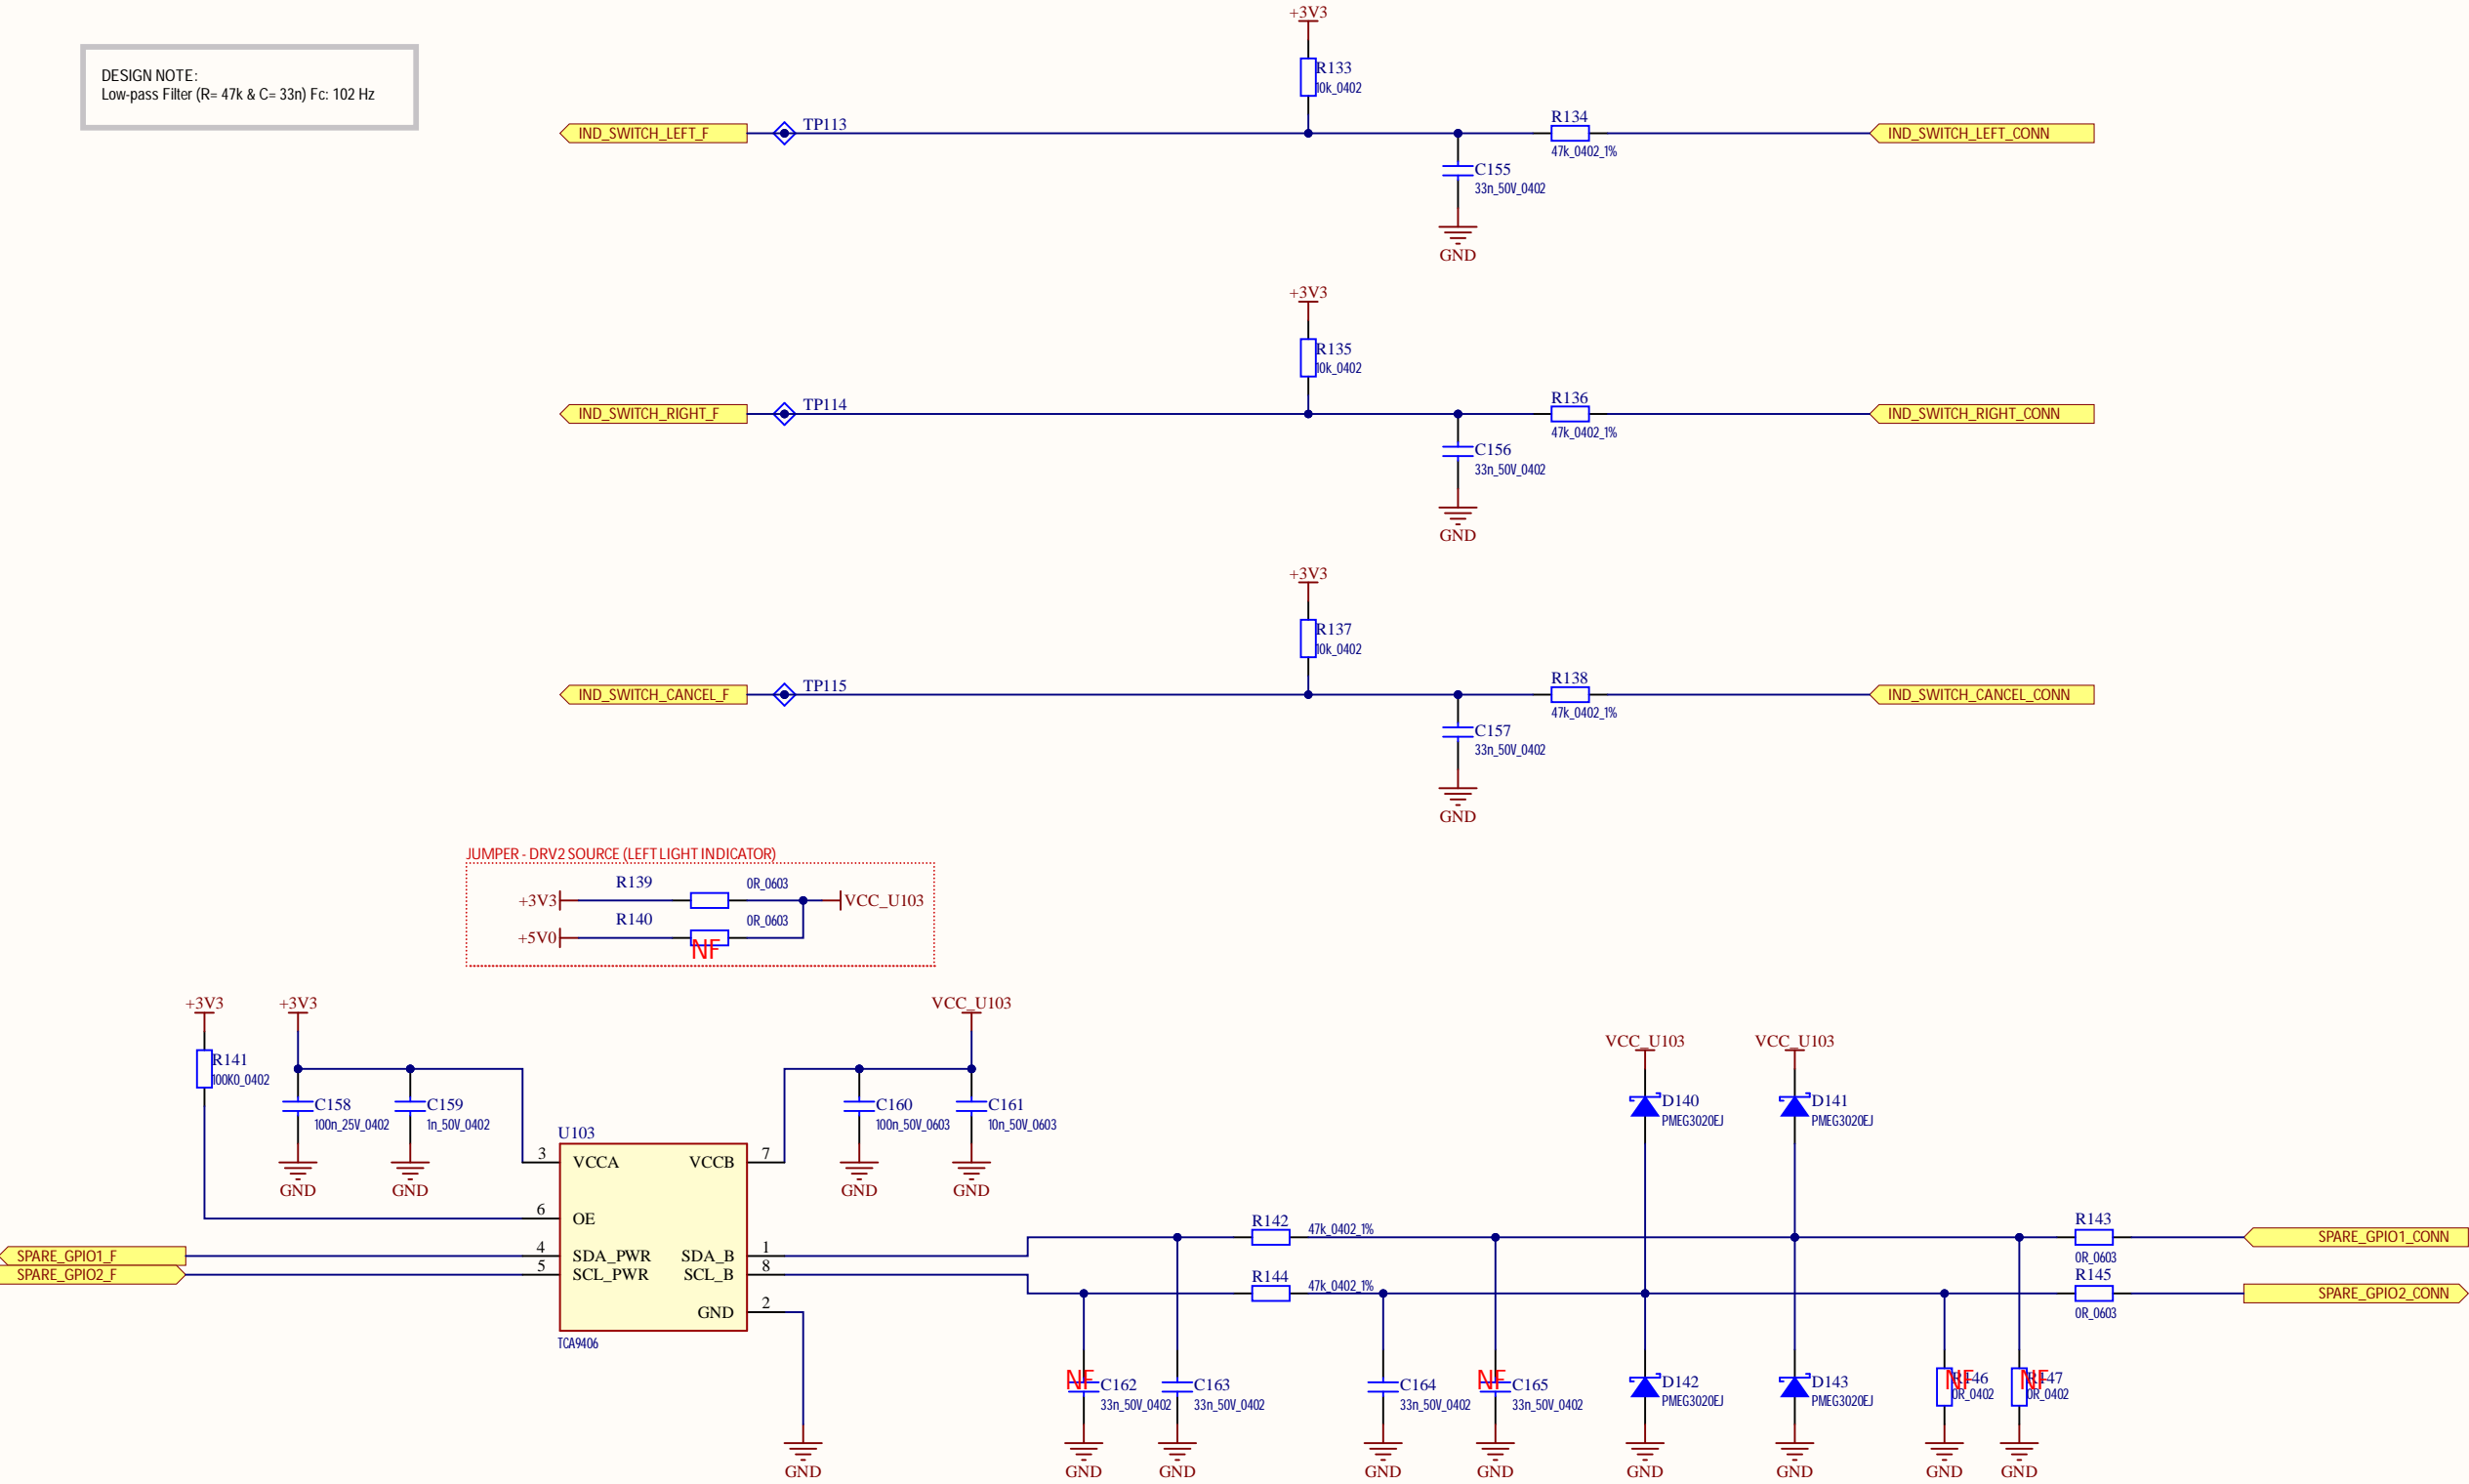 DESIGN NOTE:
Low-pass Filter (R= 47k & C= 33n) Fc: 102 Hz
+3V3
R133
10k_0402
IND_SWITCH_LEFT_F
TP113
R134
47k_0402_1%
IND_SWITCH_LEFT_CONN
C155
33n_50V_0402
GND
+3V3
R135
10k_0402
IND_SWITCH_RIGHT_F
TP114
R136
47k_0402_1%
IND_SWITCH_RIGHT_CONN
C156
33n_50V_0402
GND
+3V3
R137
10k_0402
IND_SWITCH_CANCEL_F
TP115
R138
47k_0402_1%
IND_SWITCH_CANCEL_CONN
C157
33n_50V_0402
GND
JUMPER - DRV2 SOURCE (LEFT LIGHT INDICATOR)
R139
0R_0603
+3V3
VCC_U103
R140
0R_0603
+5V0
NF
+3V3
+3V3
VCC_U103
R141
100K0_0402
C158
100n_25V_0402
GND
C159
1n_50V_0402
GND
C160
100n_50V_0603
GND
C161
10n_50V_0603
GND
VCC_U103
VCC_U103
D140
PMEG3020EJ
D141
PMEG3020EJ
U103
3
VCCA
VCCB
7
6
OE
4
SDA_PWR
SDA_B
1
5
SCL_PWR
SCL_B
8
GND
2
TCA9406
GND
SPARE_GPIO1_F
SPARE_GPIO2_F
R142
47k_0402_1%
R144
47k_0402_1%
R143
0R_0603
SPARE_GPIO1_CONN
R145
0R_0603
SPARE_GPIO2_CONN
NF
C162
33n_50V_0402
GND
C163
33n_50V_0402
GND
C164
33n_50V_0402
GND
NF
C165
33n_50V_0402
GND
D142
PMEG3020EJ
GND
D143
PMEG3020EJ
GND
NF
R146
0R_0402
GND
NF
R147
0R_0402
GND